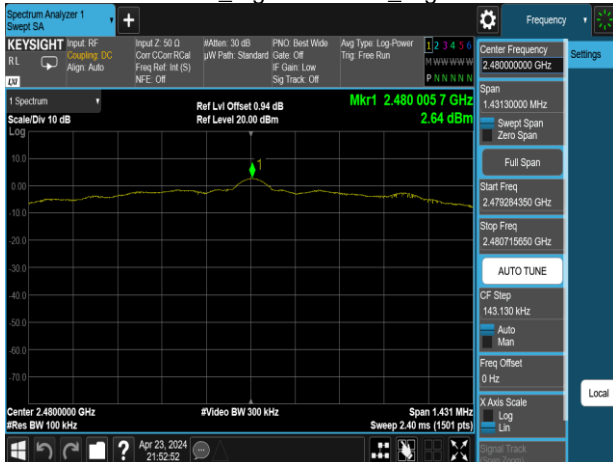 Spectrum Analyzer 1
Swept SA
Frequency
KEYSIGHT
RL
Input: RF
Coupling: DC
Align: Auto
Input Z: 50 Ω
Corr CCorr RCal
Freq Ref: Int (S)
NFE: Off
#Atten: 30 dB
µW Path: Standard
PNO: Best Wide
Gate: Off
IF Gain: Low
Sig Track: Off
Avg Type: Log-Power
Trig: Free Run
1 2 3 4 5 6
M W W W W W
P N N N N N
1 Spectrum
Scale/Div 10 dB
Ref Lvl Offset 0.94 dB
Ref Level 20.00 dBm
Mkr1 2.480 005 7 GHz
2.64 dBm
Log
10.0
0.00
-10.0
-20.0
-30.0
-40.0
-50.0
-60.0
-70.0
1
Center 2.4800000 GHz
#Res BW 100 kHz
#Video BW 300 kHz
Span 1.431 MHz
Sweep 2.40 ms (1501 pts)
Apr 23, 2024
21:52:52
Center Frequency
2.480000000 GHz
Span
1.43130000 MHz
Swept Span
Zero Span
Full Span
Start Freq
2.479284350 GHz
Stop Freq
2.480715650 GHz
AUTO TUNE
CF Step
143.130 kHz
Auto
Man
Freq Offset
0 Hz
X Axis Scale
Log
Lin
Signal Track
(Span Zoom)
Settings
Local